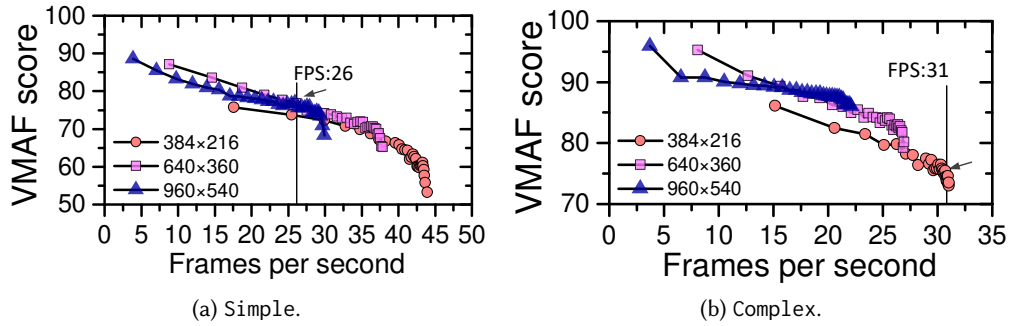 VMAF score
100
90
80
70
60
50
FPS:26
384×216
640×360
960×540
0 5 10 15 20 25 30 35 40 45 50
Frames per second
(a) Simple.
VMAF score
100
90
80
70
FPS:31
384×216
640×360
960×540
0 5 10 15 20 25 30 35
Frames per second
(b) Complex.